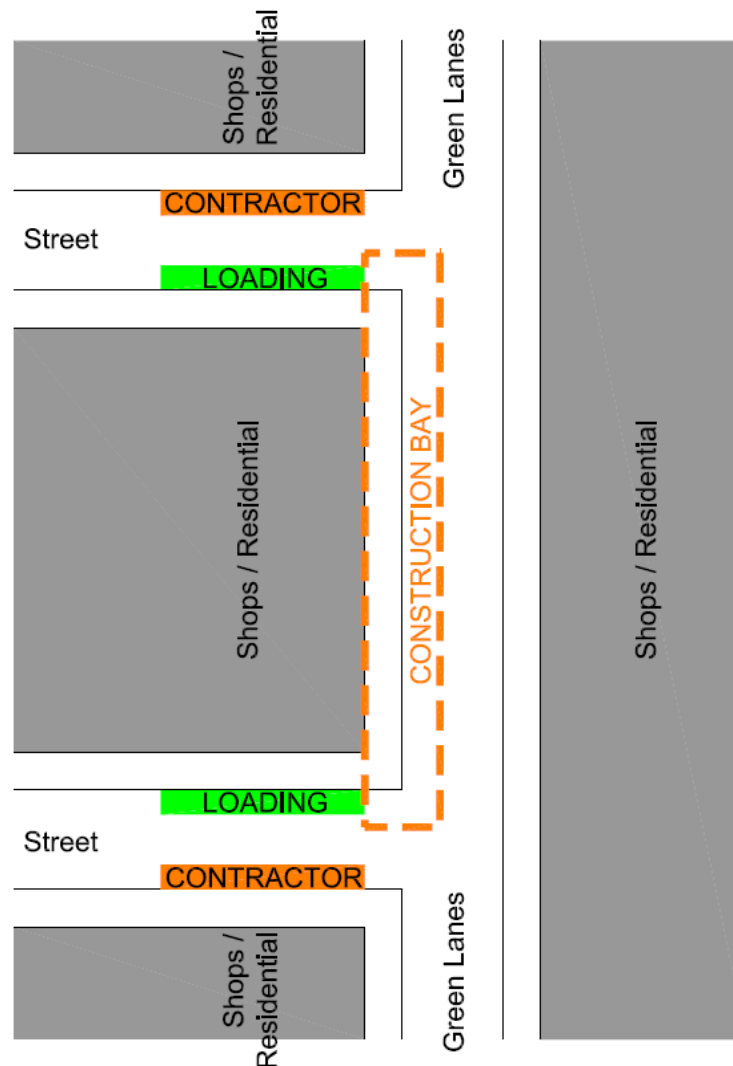 Shops /
Residential
Green Lanes
CONTRACTOR
Street
LOADING
Shops / Residential
CONSTRUCTION BAY
Shops / Residential
LOADING
Street
CONTRACTOR
Shops /
Residential
Green Lanes